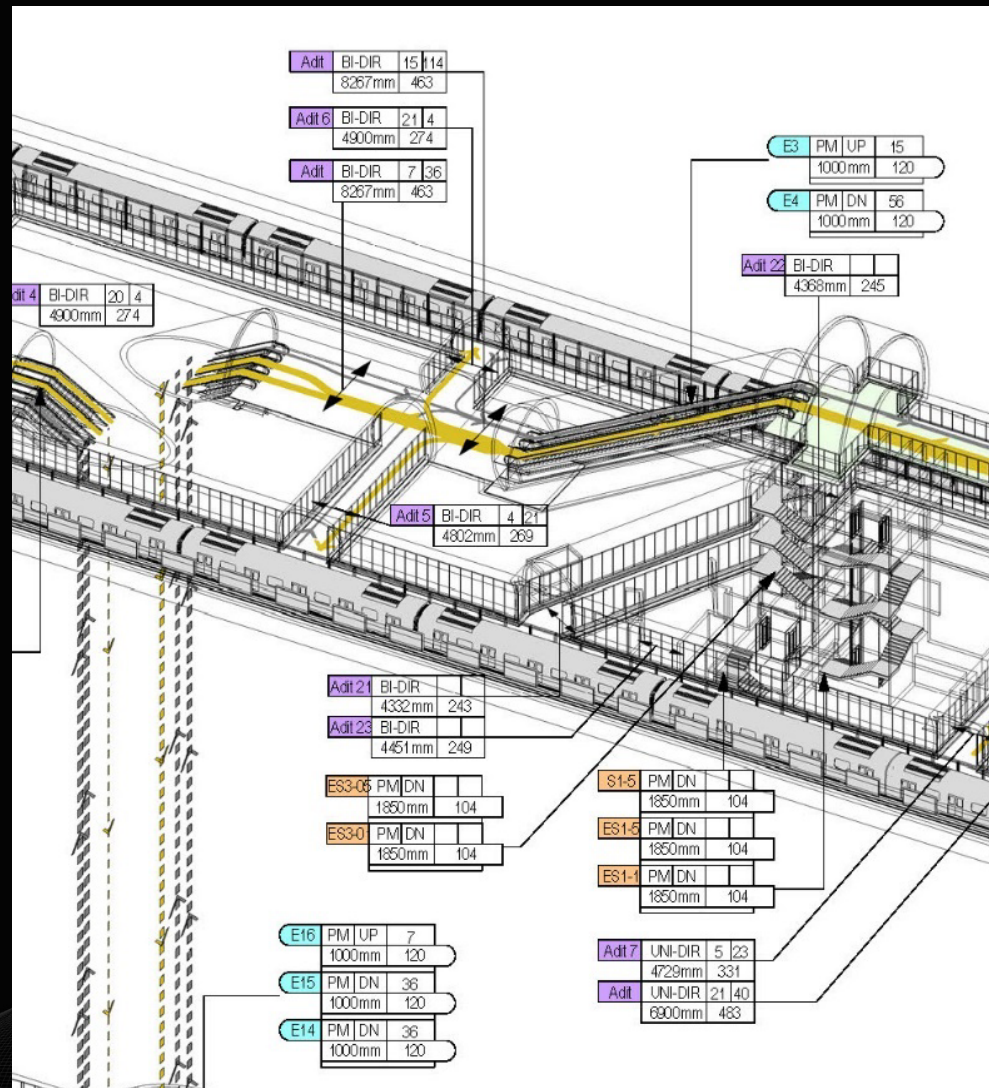 Adit BI-DIR 15 114
8267mm 463
Adit 6 BI-DIR 21 4
4900mm 274
Adit BI-DIR 7 36
8267mm 463
E3 PM UP 15
1000mm 120
E4 PM DN 56
1000mm 120
Adit 22 BI-DIR
4368mm 245
dit 4 BI-DIR 20 4
4900mm 274
Adit 5 BI-DIR 4 21
4802mm 269
Adit 21 BI-DIR
4332mm 243
Adit 23 BI-DIR
4451mm 249
ES3-05 PM DN
1850mm 104
ES3-01 PM DN
1850mm 104
S1-5 PM DN
1850mm 104
ES1-5 PM DN
1850mm 104
ES1-1 PM DN
1850mm 104
E16 PM UP 7
1000mm 120
E15 PM DN 36
1000mm 120
E14 PM DN 36
1000mm 120
Adit 7 UNI-DIR 5 23
4729mm 331
Adit UNI-DIR 21 40
6900mm 483